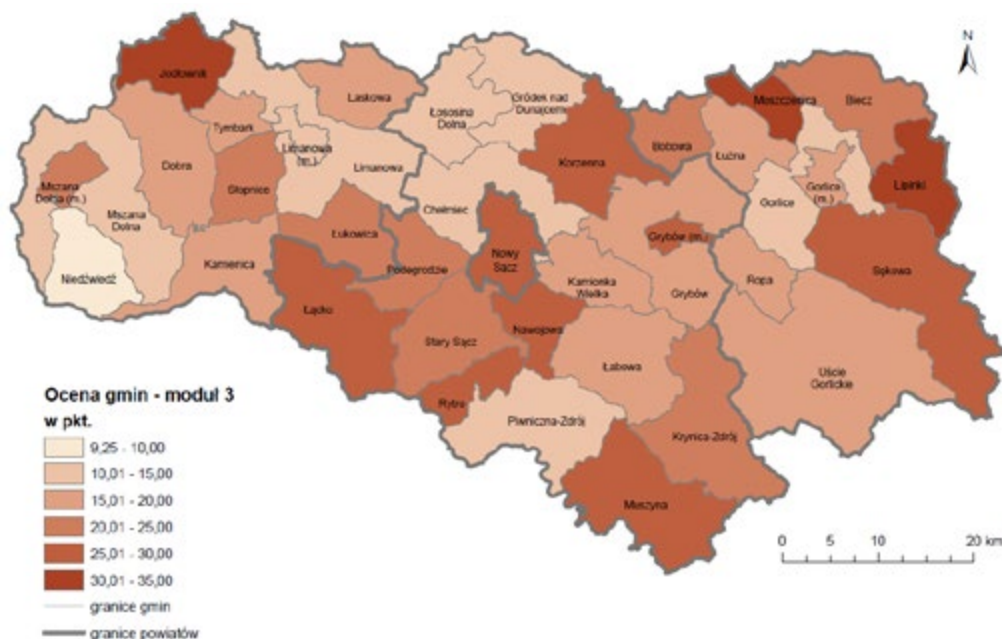 N
Jodłownik
Laskowa
Łososina
Dolna
Gródek nad
Dunajcem
Moszczenica
Biecz
Tymbark
Limanowa
(m.)
Korzenna
Bobowa
Łużna
Dobra
Limanowa
Mszana
Dolna (m.)
Słopnice
Gorlice
(m.)
Lipinki
Gorlice
Mszana
Dolna
Chełmiec
Łukowica
Grybów (m.)
Nowy
Sącz
Podegrodzie
Niedźwiedź
Kamienica
Kamionka
Wielka
Ropa
Sękowa
Grybów
Łącko
Nawojowa
Stary Sącz
Łabowa
Uście
Gorlickie
Rytro
Piwniczna-Zdrój
Krynica-Zdrój
Muszyna
Ocena gmin - moduł 3
w pkt.
9,25 - 10,00
10,01 - 15,00
15,01 - 20,00
20,01 - 25,00
25,01 - 30,00
30,01 - 35,00
granice gmin
granice powiatów
0 5 10 20 km